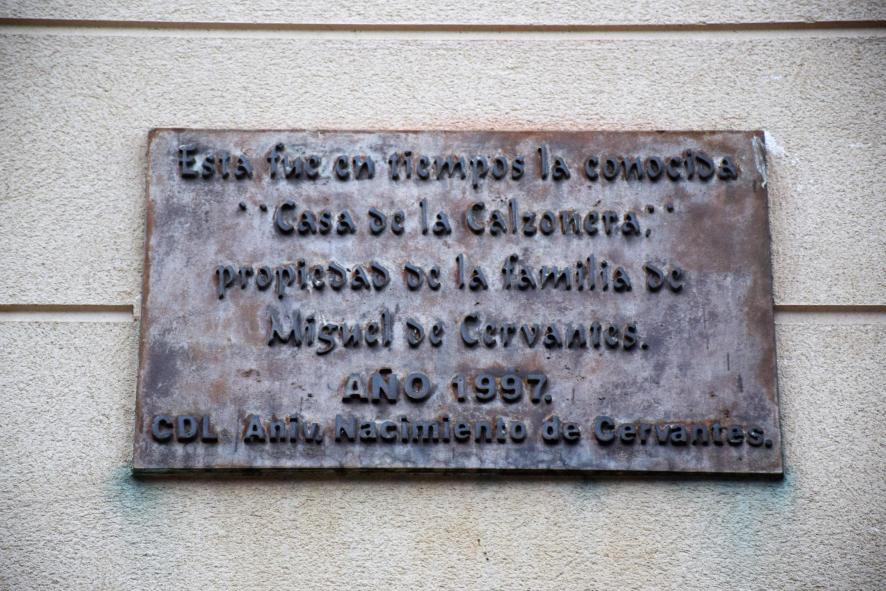 Esta fue en tiempos la conocida
"Casa de la Calzonera",
propiedad de la familia de
Miguel de Cervantes.
AÑO 1997.
CDL Aniv. Nacimiento de Cervantes.